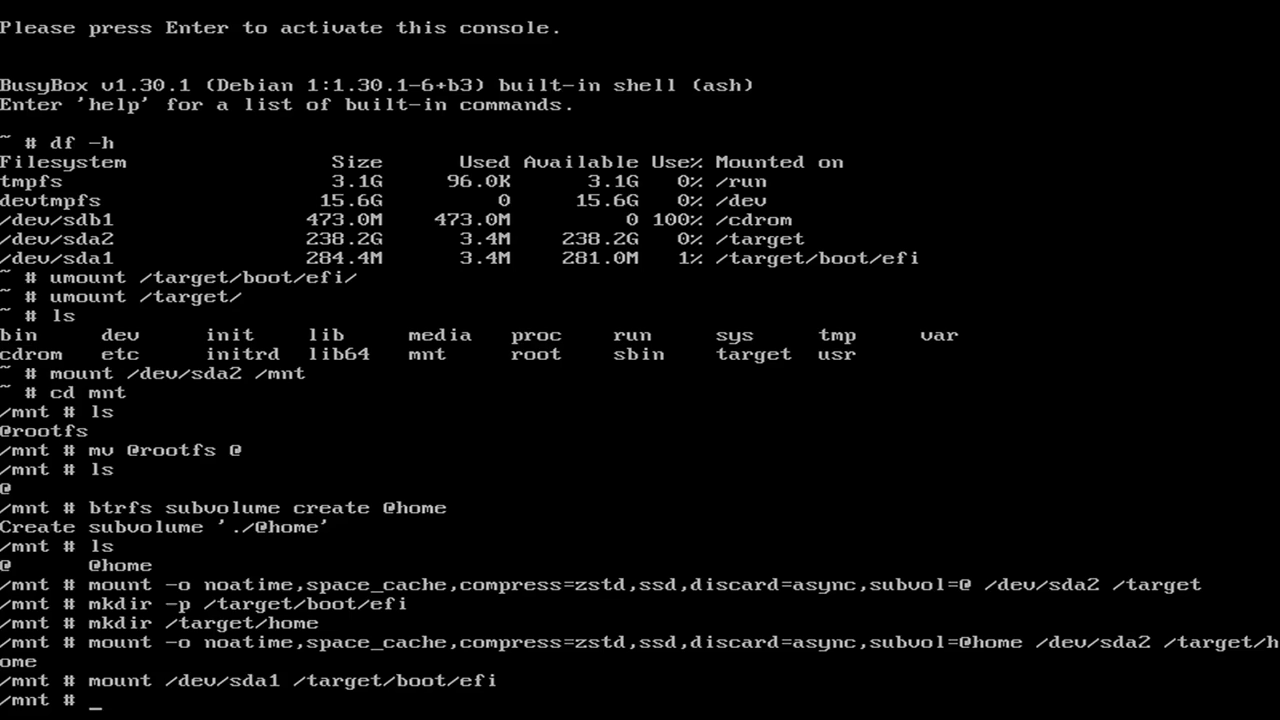 Please press Enter to activate this console.
BusyBox v1.30.1 (Debian 1:1.30.1-6+b3) built-in shell (ash)
Enter 'help' for a list of built-in commands.
~ # df -h
Filesystem                Size      Used Available Use% Mounted on
tmpfs                     3.1G     96.0K      3.1G   0% /run
devtmpfs                 15.6G         0     15.6G   0% /dev
/dev/sdb1               473.0M    473.0M         0 100% /cdrom
/dev/sda2               238.2G      3.4M    238.2G   0% /target
/dev/sda1               284.4M      3.4M    281.0M   1% /target/boot/efi
~ # umount /target/boot/efi/
~ # umount /target/
~ # ls
bin     dev     init    lib     media   proc    run     sys     tmp     var
cdrom   etc     initrd  lib64   mnt     root    sbin    target  usr
~ # mount /dev/sda2 /mnt
~ # cd mnt
/mnt # ls
@rootfs
/mnt # mv @rootfs @
/mnt # ls
@
/mnt # btrfs subvolume create @home
Create subvolume './@home'
/mnt # ls
@      @home
/mnt # mount -o noatime,space_cache,compress=zstd,ssd,discard=async,subvol=@ /dev/sda2 /target
/mnt # mkdir -p /target/boot/efi
/mnt # mkdir /target/home
/mnt # mount -o noatime,space_cache,compress=zstd,ssd,discard=async,subvol=@home /dev/sda2 /target/h
ome
/mnt # mount /dev/sda1 /target/boot/efi
/mnt # _